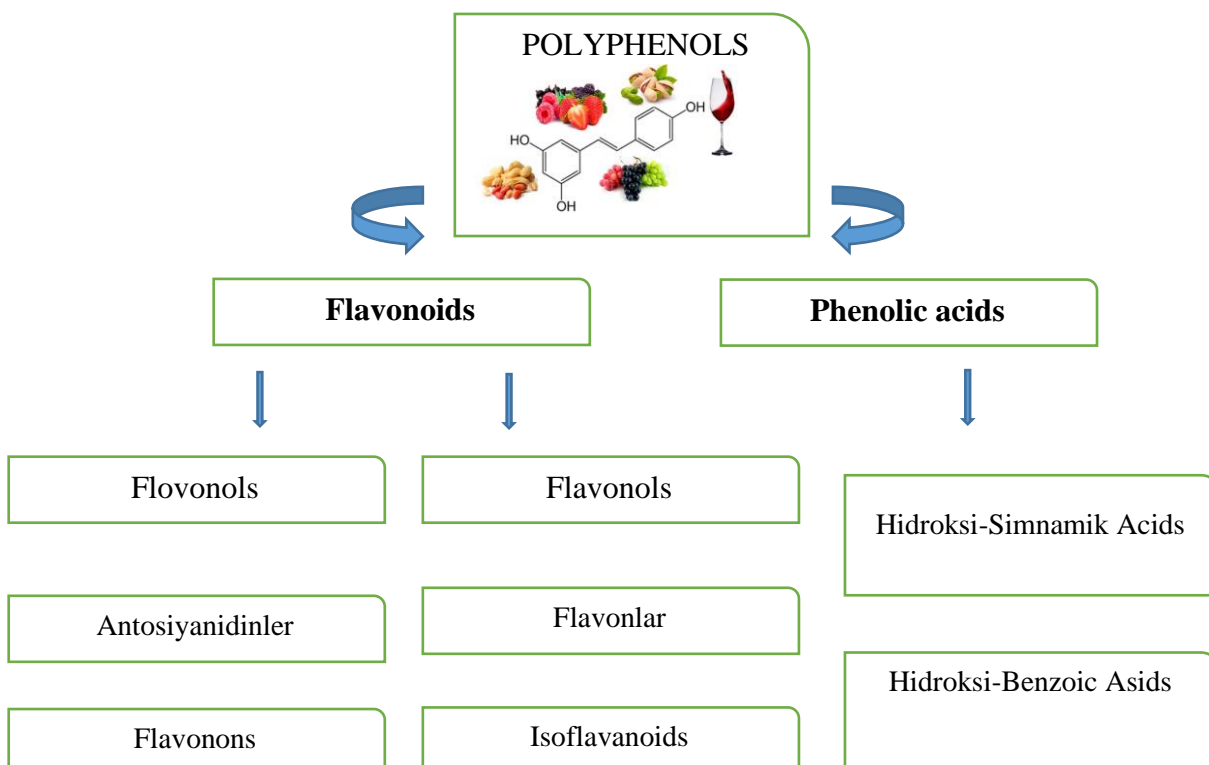 POLYPHENOLS
OH
HO
OH
Flavonoids
Phenolic acids
Flovonols
Flavonols
Hidroksi-Simnamik Acids
Antosiyanidinler
Flavonlar
Hidroksi-Benzoic Asids
Flavonons
Isoflavanoids